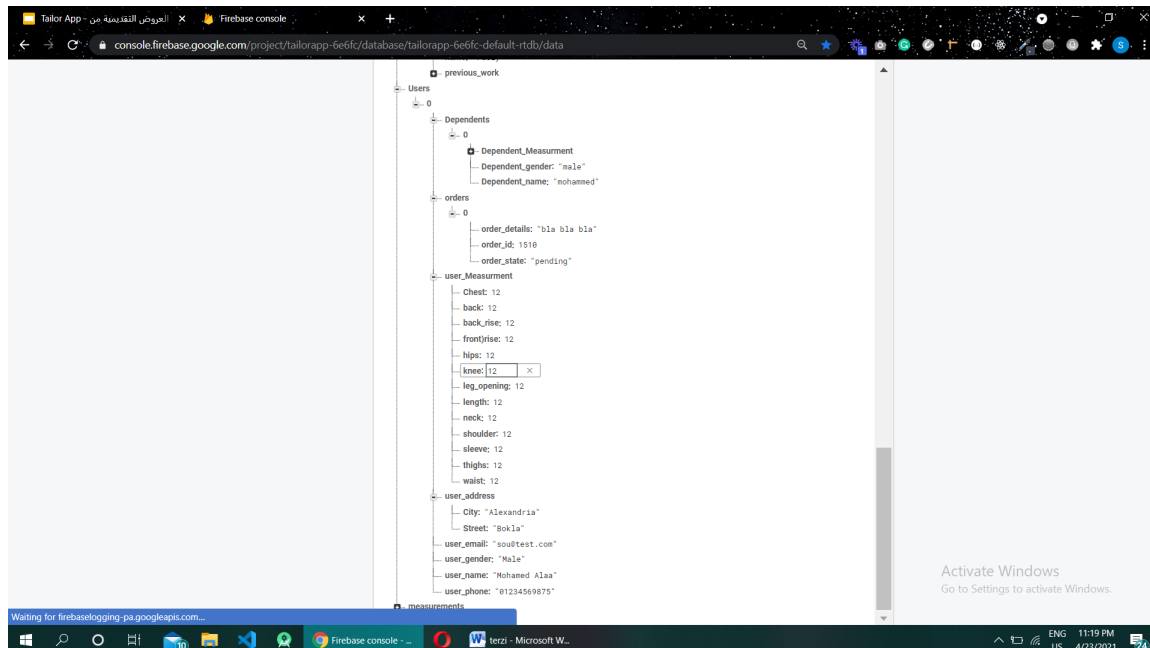 Tailor App - العروض التقديمية من
Firebase console
console.firebase.google.com/project/tailorapp-6e6fc/database/tailorapp-6e6fc-default-rtdb/data
previous_work
Users
0
Dependents
0
Dependent_Measurment
Dependent_gender: "male"
Dependent_name: "mohammed"
orders
0
order_details: "bla bla bla"
order_id: 1510
order_state: "pending"
user_Measurment
Chest: 12
back: 12
back_rise: 12
front)rise: 12
hips: 12
knee: 12
leg_opening: 12
length: 12
neck: 12
shoulder: 12
sleeve: 12
thighs: 12
waist: 12
user_address
City: "Alexandria"
Street: "Bokla"
user_email: "sou@test.com"
user_gender: "Male"
user_name: "Mohamed Alaa"
user_phone: "01234569875"
measurements
Activate Windows
Go to Settings to activate Windows.
Waiting for firebaselogging-pa.googleapis.com...
Firebase console - ...
terzi - Microsoft W...
ENG 11:19 PM
US 4/23/2021